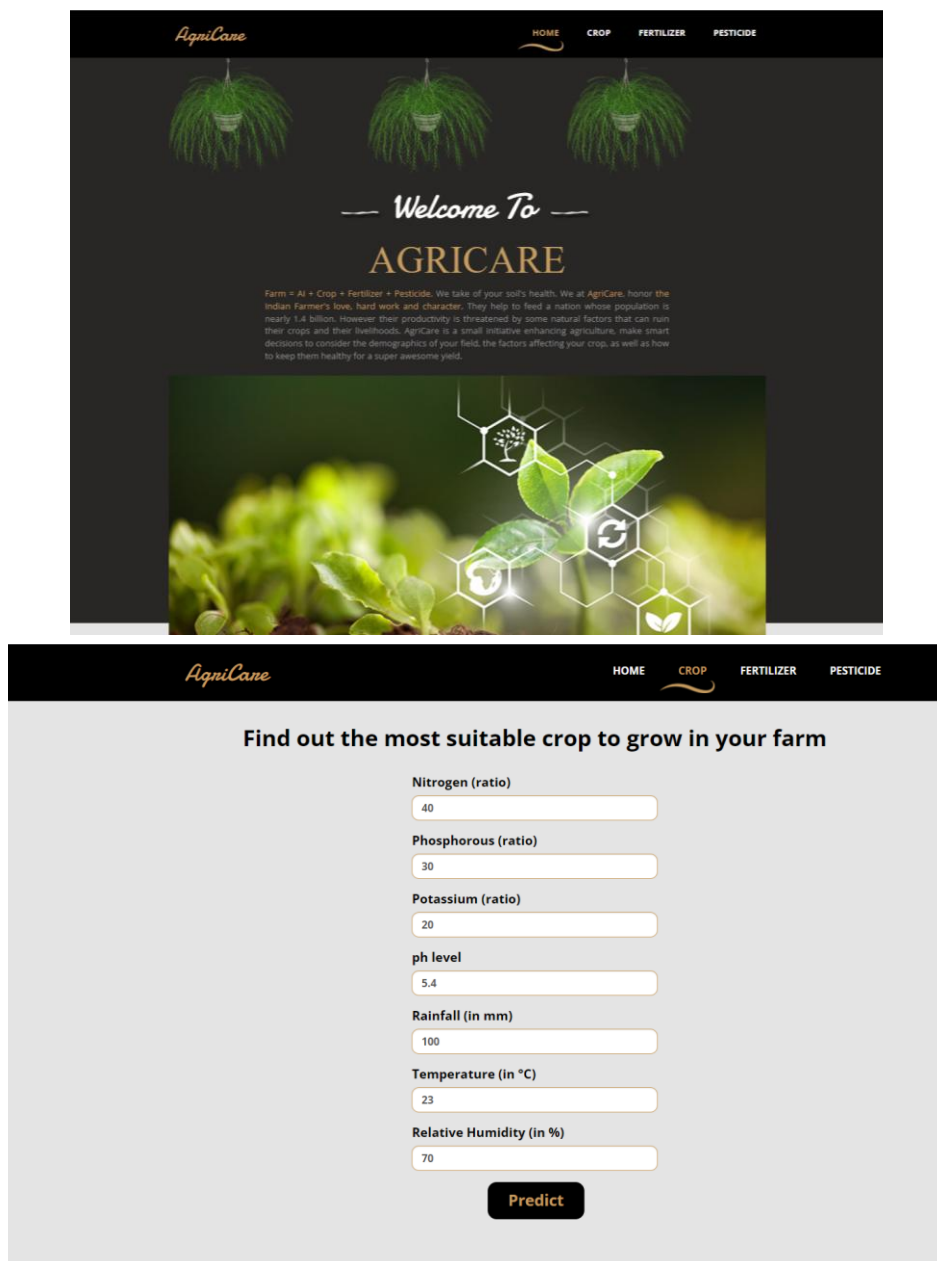 AgriCare
HOME CROP FERTILIZER PESTICIDE
Welcome To
AGRICARE
Farm = AI + Crop + Fertilizer + Pesticide. We take of your soil's health. We at AgriCare, honor the
Indian Farmer's love, hard work and character. They help to feed a nation whose population is
nearly 1.4 billion. However their productivity is threatened by some natural factors that can ruin
their crops and their livelihoods. AgriCare is a small initiative enhancing agriculture, make smart
decisions to consider the demographics of your field, the factors affecting your crop, as well as how
to keep them healthy for a super awesome yield.
AgriCare
HOME CROP FERTILIZER PESTICIDE
Find out the most suitable crop to grow in your farm
Nitrogen (ratio)
40
Phosphorous (ratio)
30
Potassium (ratio)
20
ph level
5.4
Rainfall (in mm)
100
Temperature (in °C)
23
Relative Humidity (in %)
70
Predict